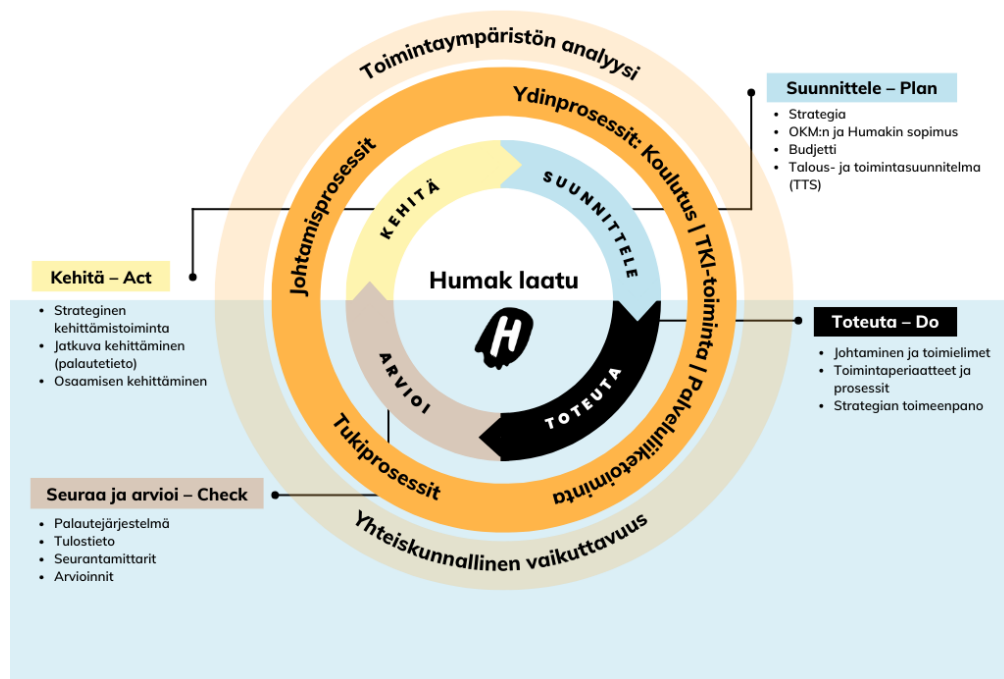 Toimintaympäristön analyysi
Ydinprosessit: Koulutus | TKI-toiminta | Palveluliiketoiminta
Johtamisprosessit
Tukiprosessit
Yhteiskunnallinen vaikuttavuus
KEHITÄ
SUUNNITTELE
TOTEUTA
ARVIOI
Humak laatu
H
Suunnittele – Plan
• Strategia
• OKM:n ja Humakin sopimus
• Budjetti
• Talous- ja toimintasuunnitelma
(TTS)
Kehitä – Act
• Strateginen
kehittämistoiminta
• Jatkuva kehittäminen
(palautetieto)
• Osaamisen kehittäminen
Toteuta – Do
• Johtaminen ja toimielimet
• Toimintaperiaatteet ja
prosessit
• Strategian toimeenpano
Seuraa ja arvioi – Check
• Palautejärjestelmä
• Tulostieto
• Seurantamittarit
• Arvioinnit